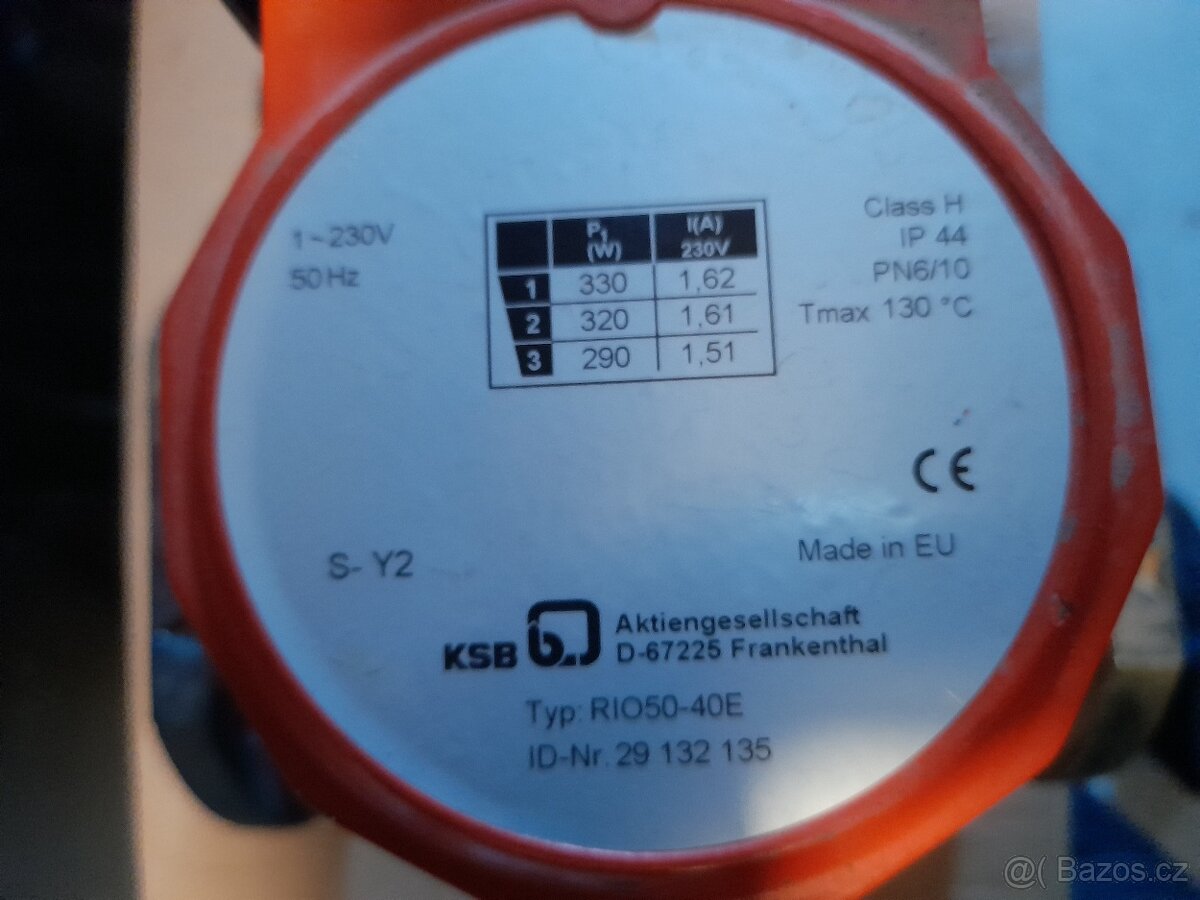 1~230V
50 Hz
P1 I(A)
(W) 230V
1 330 1,62
2 320 1,61
3 290 1,51
Class H
IP 44
PN6/10
Tmax 130 °C
CE
S- Y2
Made in EU
KSB Aktiengesellschaft
D-67225 Frankenthal
Typ: RIO50-40E
ID-Nr. 29 132 135
@( Bazos.cz